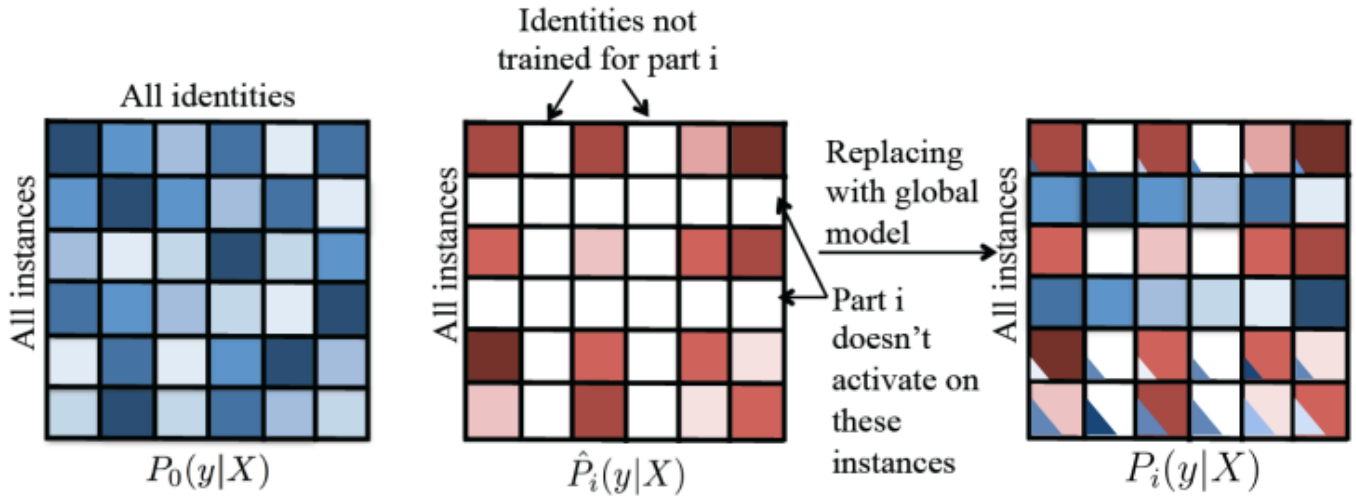 Identities not
trained for part i
All identities
All instances
All instances
Replacing
with global
model
Part i
doesn't
activate on
these
instances
All instances
P₀(y|X)
P̂ᵢ(y|X)
Pᵢ(y|X)